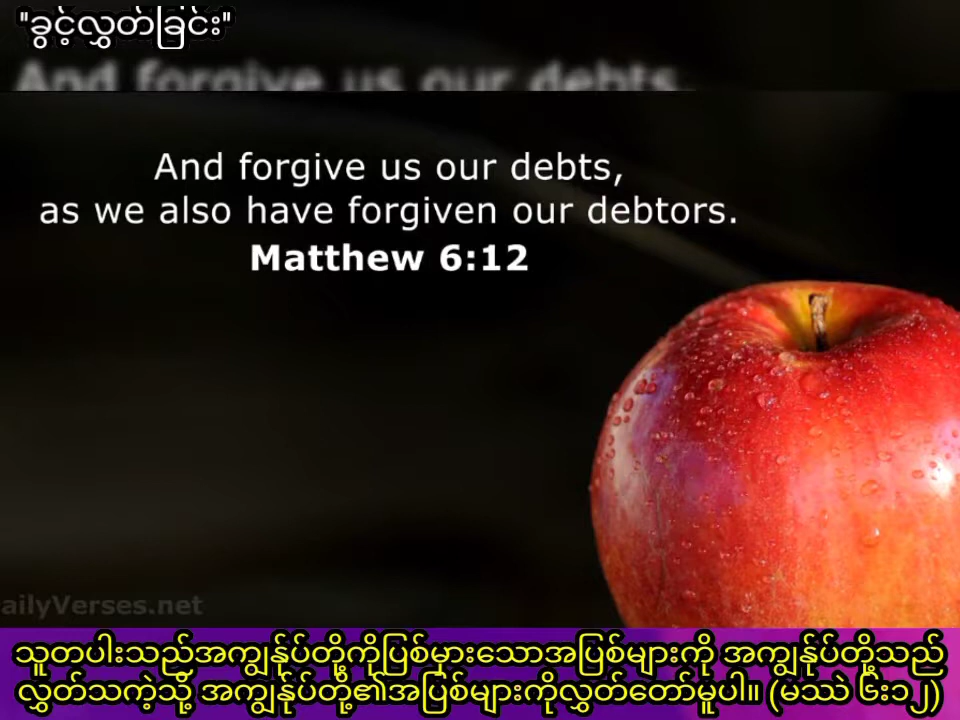 "ခွင့်လွှတ်ခြင်း"
And forgive us our debts,
And forgive us our debts,
as we also have forgiven our debtors.
Matthew 6:12
ailyVerses.net
သူတပါးသည်အကျွန်ုပ်တို့ကိုပြစ်မှားသောအပြစ်များကို အကျွန်ုပ်တို့သည်
လွှတ်သကဲ့သို့ အကျွန်ုပ်တို့၏အပြစ်များကိုလွှတ်တော်မူပါ။ (မဿဲ ၆း၁၂)